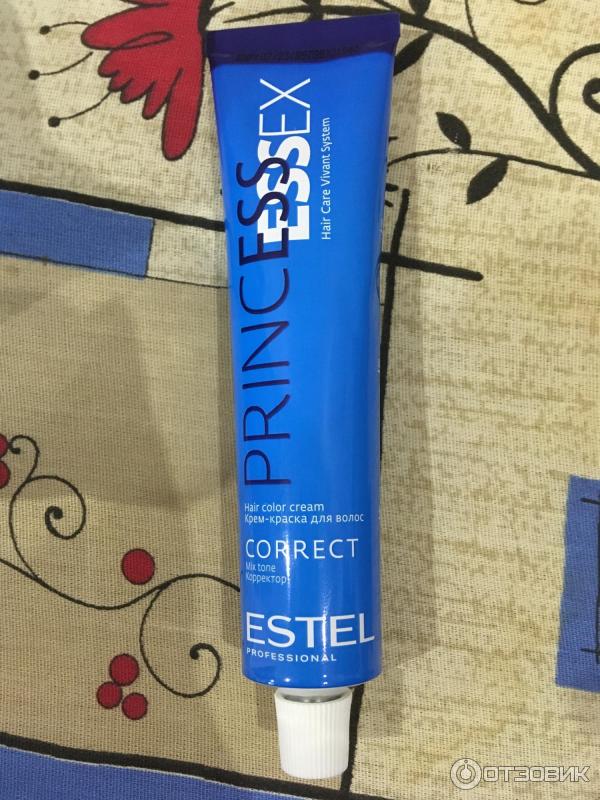 PRINCESS
ESSEX
Hair Care Vivant System
Hair color cream
Крем-краска для волос
CORRECT
Mix tone
Корректор
ESTEL
PROFESSIONAL
ОТЗОВИК